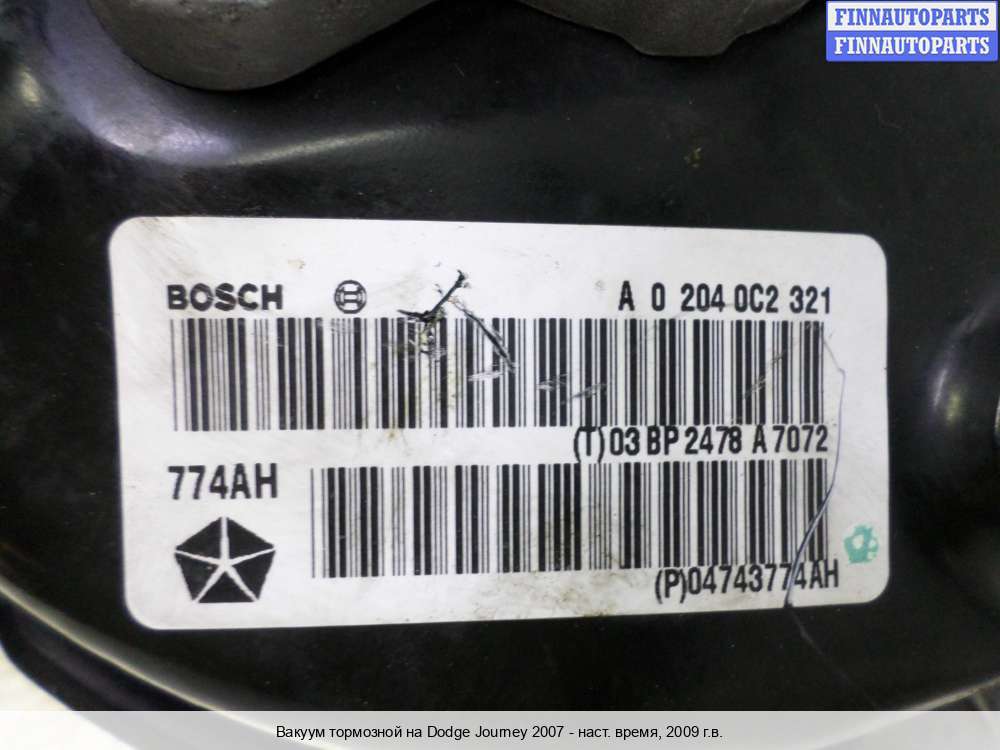 FINNAUTOPARTS
FINNAUTOPARTS
BOSCH A 0 204 0C2 321
(T)03 BP 2478 A 7072
774AH
(P)04743774AH
Вакуум тормозной на Dodge Journey 2007 - наст. время, 2009 г.в.